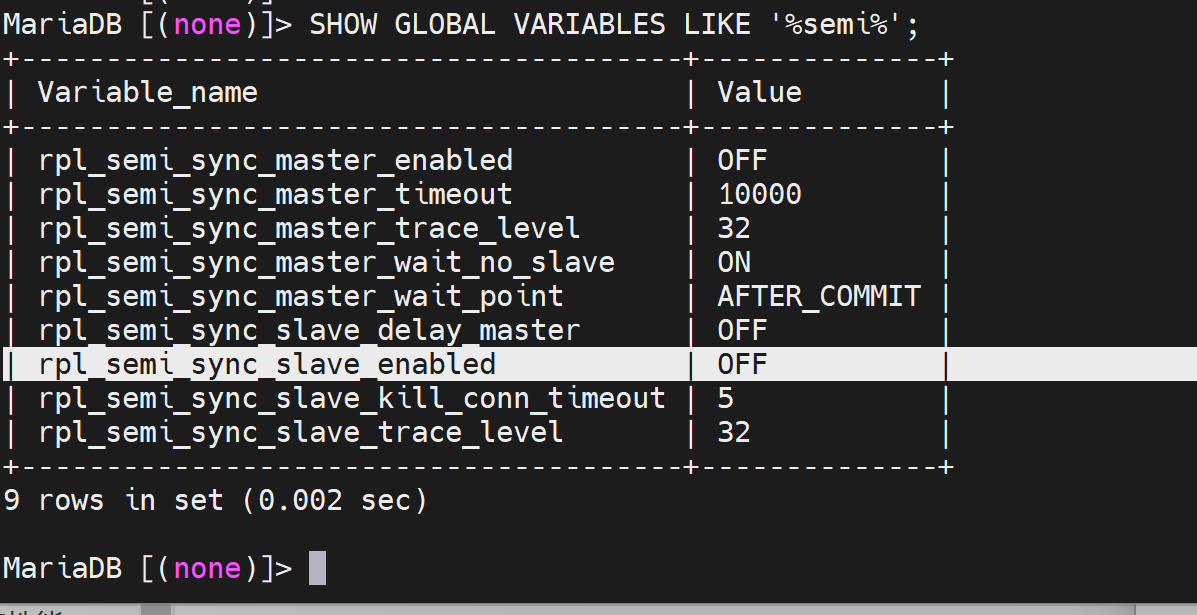 MariaDB [(none)]> SHOW GLOBAL VARIABLES LIKE '%semi%';
+---------------------------------------+--------------+
| Variable_name                         | Value        |
+---------------------------------------+--------------+
| rpl_semi_sync_master_enabled          | OFF          |
| rpl_semi_sync_master_timeout          | 10000        |
| rpl_semi_sync_master_trace_level      | 32           |
| rpl_semi_sync_master_wait_no_slave    | ON           |
| rpl_semi_sync_master_wait_point       | AFTER_COMMIT |
| rpl_semi_sync_slave_delay_master      | OFF          |
| rpl_semi_sync_slave_enabled           | OFF          |
| rpl_semi_sync_slave_kill_conn_timeout | 5            |
| rpl_semi_sync_slave_trace_level       | 32           |
+---------------------------------------+--------------+
9 rows in set (0.002 sec)
MariaDB [(none)]>